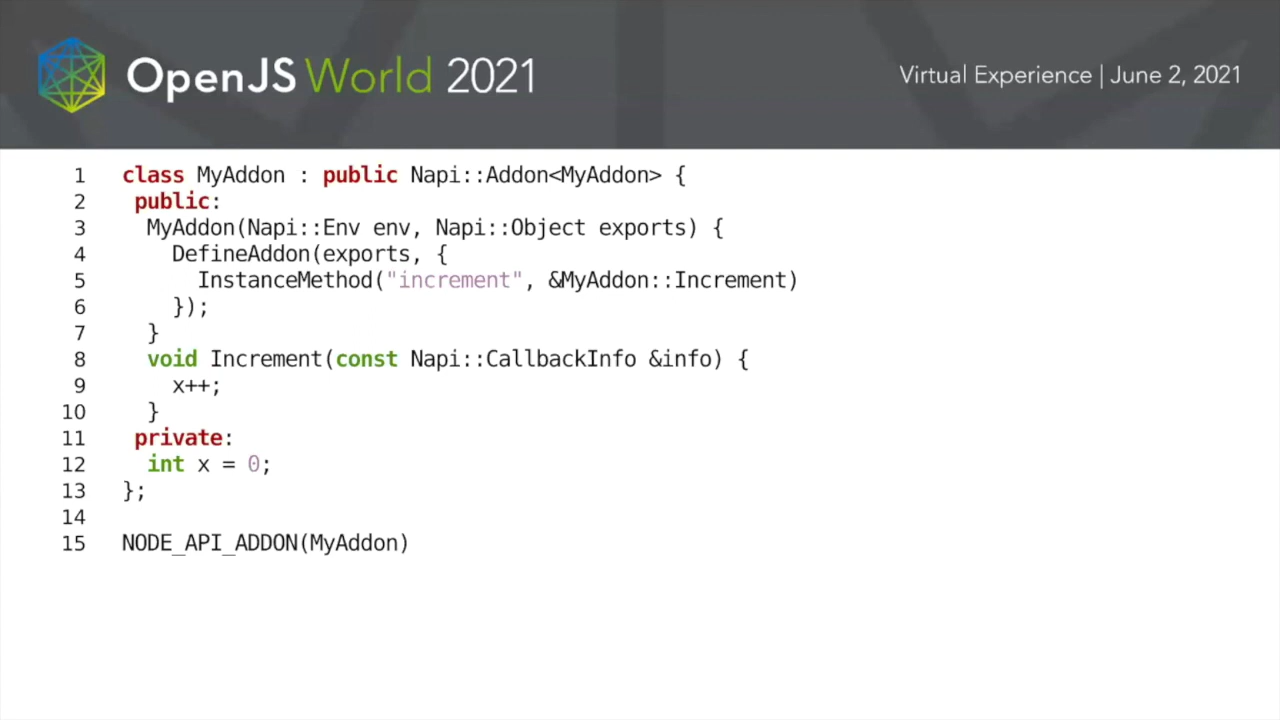 OpenJS World 2021
Virtual Experience | June 2, 2021
1 class MyAddon : public Napi::Addon<MyAddon> {
2  public:
3   MyAddon(Napi::Env env, Napi::Object exports) {
4     DefineAddon(exports, {
5       InstanceMethod("increment", &MyAddon::Increment)
6     });
7   }
8   void Increment(const Napi::CallbackInfo &info) {
9     x++;
10   }
11  private:
12   int x = 0;
13 };
14
15 NODE_API_ADDON(MyAddon)